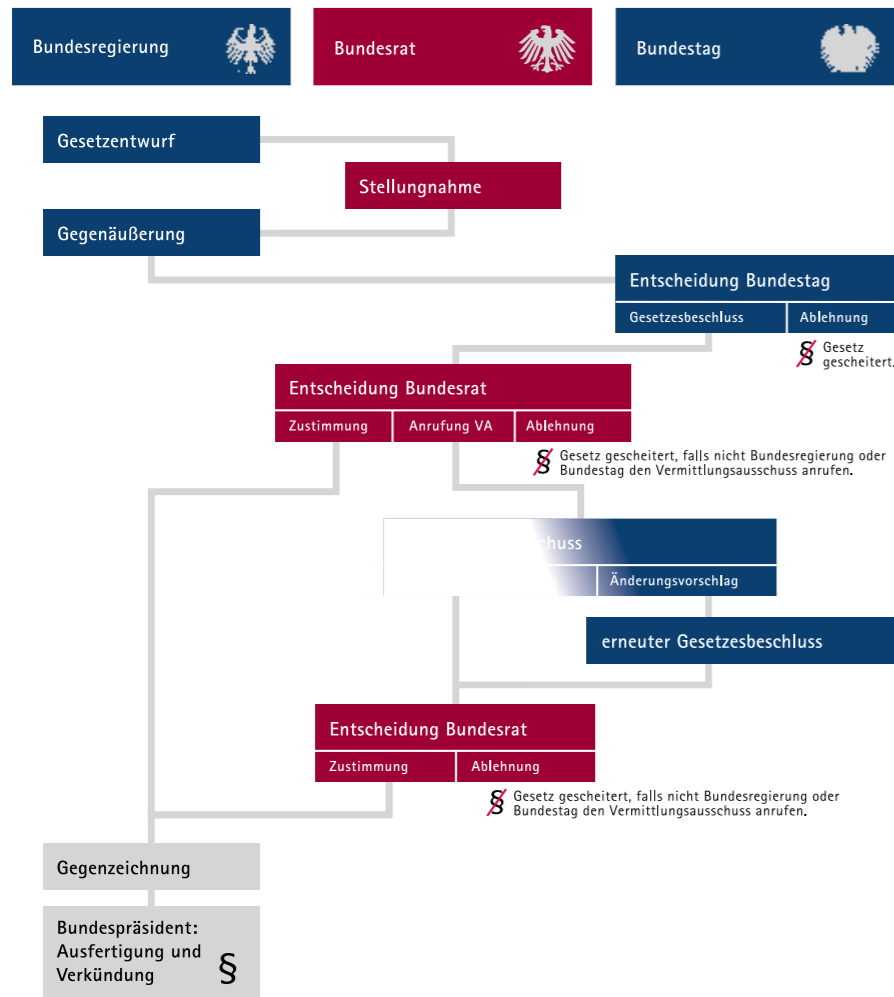 Bundesregierung
Bundesrat
Bundestag
Gesetzentwurf
Stellungnahme
Gegenäußerung
Entscheidung Bundestag
Gesetzesbeschluss
Ablehnung
§ Gesetz
gescheitert.
Entscheidung Bundesrat
Zustimmung
Anrufung VA
Ablehnung
§ Gesetz gescheitert, falls nicht Bundesregierung oder
Bundestag den Vermittlungsausschuss anrufen.
Änderungsvorschlag
erneuter Gesetzesbeschluss
Entscheidung Bundesrat
Zustimmung
Ablehnung
§ Gesetz gescheitert, falls nicht Bundesregierung oder
Bundestag den Vermittlungsausschuss anrufen.
Gegenzeichnung
Bundespräsident:
Ausfertigung und
Verkündung §